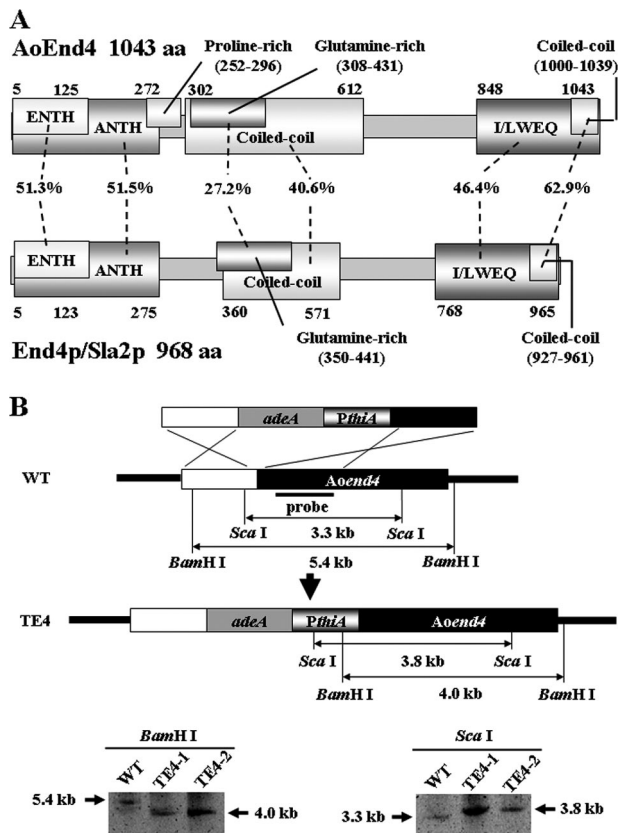 A
AoEnd4 1043 aa
Proline-rich
(252-296)
Glutamine-rich
(308-431)
Coiled-coil
(1000-1039)
5 125 272 302 612 848 1043
ENTH
ANTH
Coiled-coil
I/LWEQ
51.3% 51.5% 27.2% 40.6% 46.4% 62.9%
ENTH
ANTH
Coiled-coil
I/LWEQ
5 123 275 360 571 768 965
End4p/Sla2p 968 aa
Glutamine-rich
(350-441)
Coiled-coil
(927-961)
B
adeA PthiA
WT
Aoend4
probe
Sca I 3.3 kb Sca I
BamH I 5.4 kb BamH I
TE4
adeA PthiA Aoend4
Sca I 3.8 kb Sca I
BamH I 4.0 kb BamH I
BamH I
WT TE4-1 TE4-2
5.4 kb
4.0 kb
Sca I
WT TE4-1 TE4-2
3.3 kb
3.8 kb